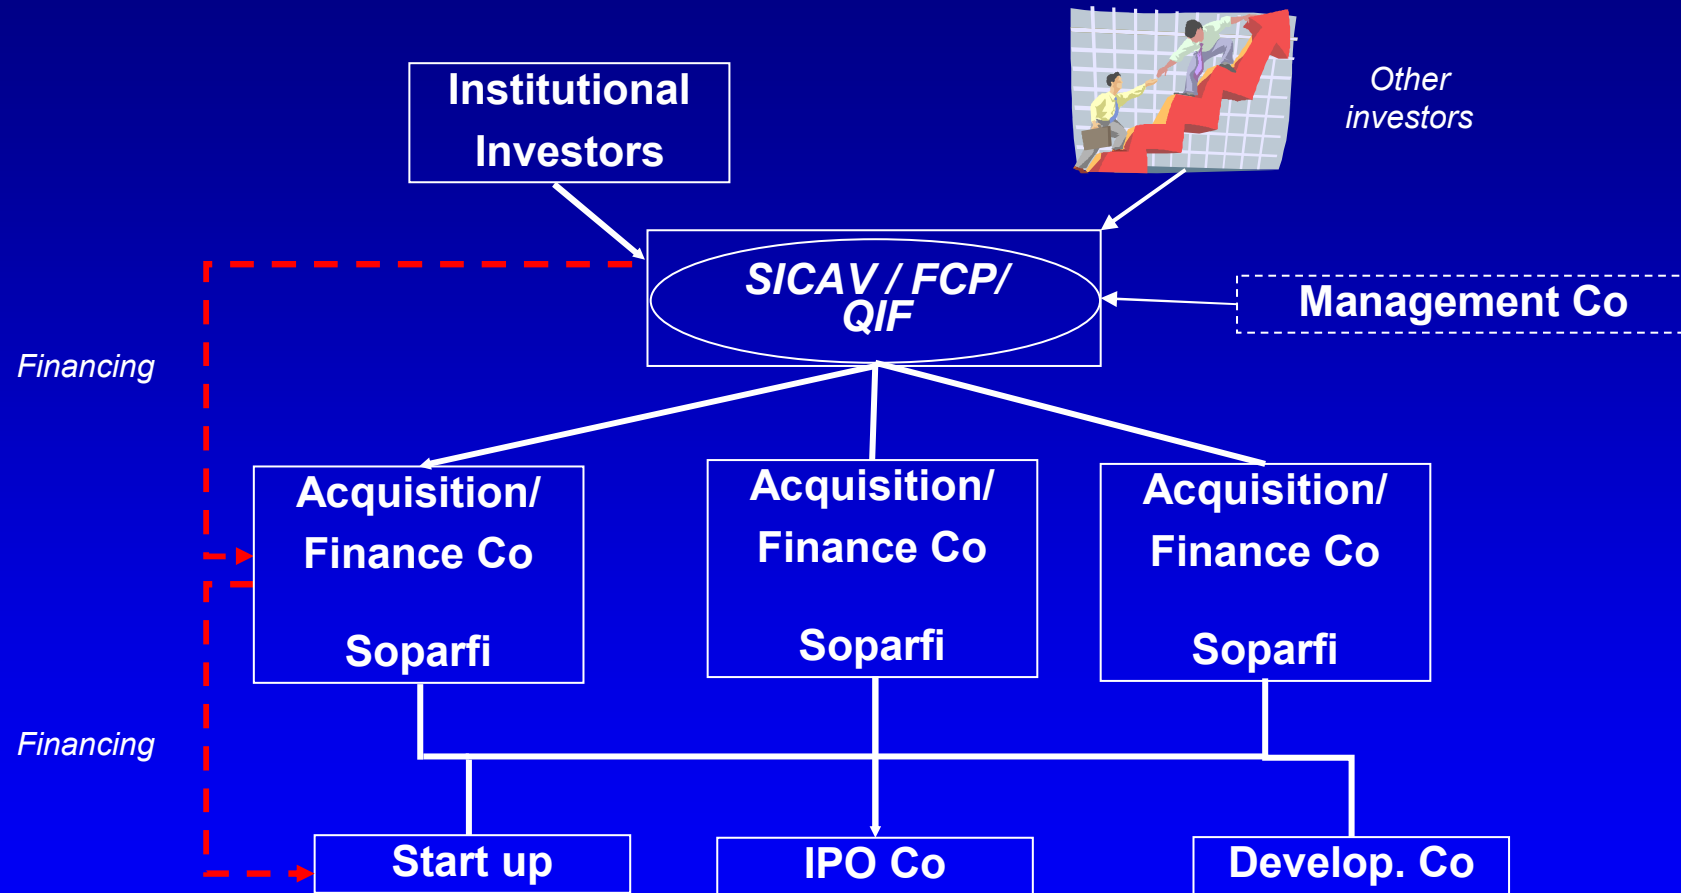 Institutional
Investors
Other
investors
SICAV / FCP/
QIF
Management Co
Financing
Acquisition/
Finance Co
Soparfi
Acquisition/
Finance Co
Soparfi
Acquisition/
Finance Co
Soparfi
Financing
Start up
IPO Co
Develop. Co